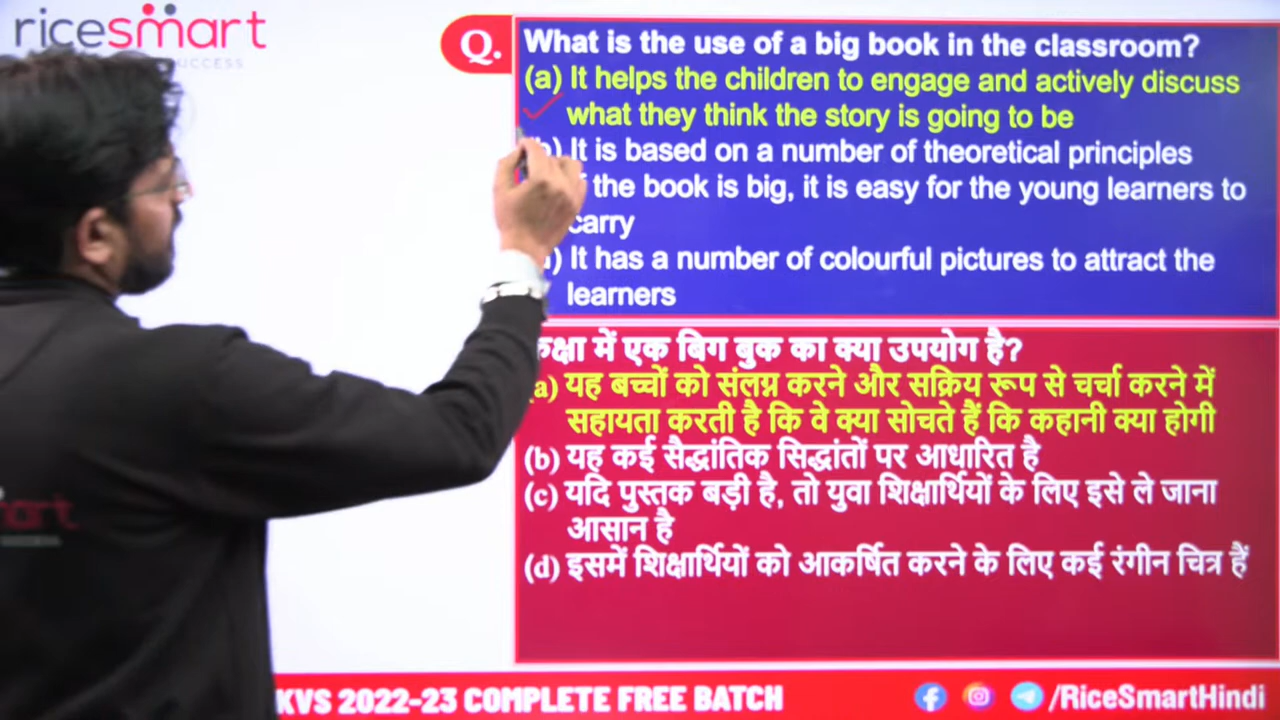 ricesmart
UCCESS
Q.
What is the use of a big book in the classroom?
(a) It helps the children to engage and actively discuss
what they think the story is going to be
b) It is based on a number of theoretical principles
the book is big, it is easy for the young learners to
carry
) It has a number of colourful pictures to attract the
learners
कक्षा में एक बिग बुक का क्या उपयोग है?
a) यह बच्चों को संलग्न करने और सक्रिय रूप से चर्चा करने में
सहायता करती है कि वे क्या सोचते हैं कि कहानी क्या होगी
(b) यह कई सैद्धांतिक सिद्धांतों पर आधारित है
(c) यदि पुस्तक बड़ी है, तो युवा शिक्षार्थियों के लिए इसे ले जाना
आसान है
(d) इसमें शिक्षार्थियों को आकर्षित करने के लिए कई रंगीन चित्र हैं
art
KVS 2022-23 COMPLETE FREE BATCH
/RiceSmartHindi